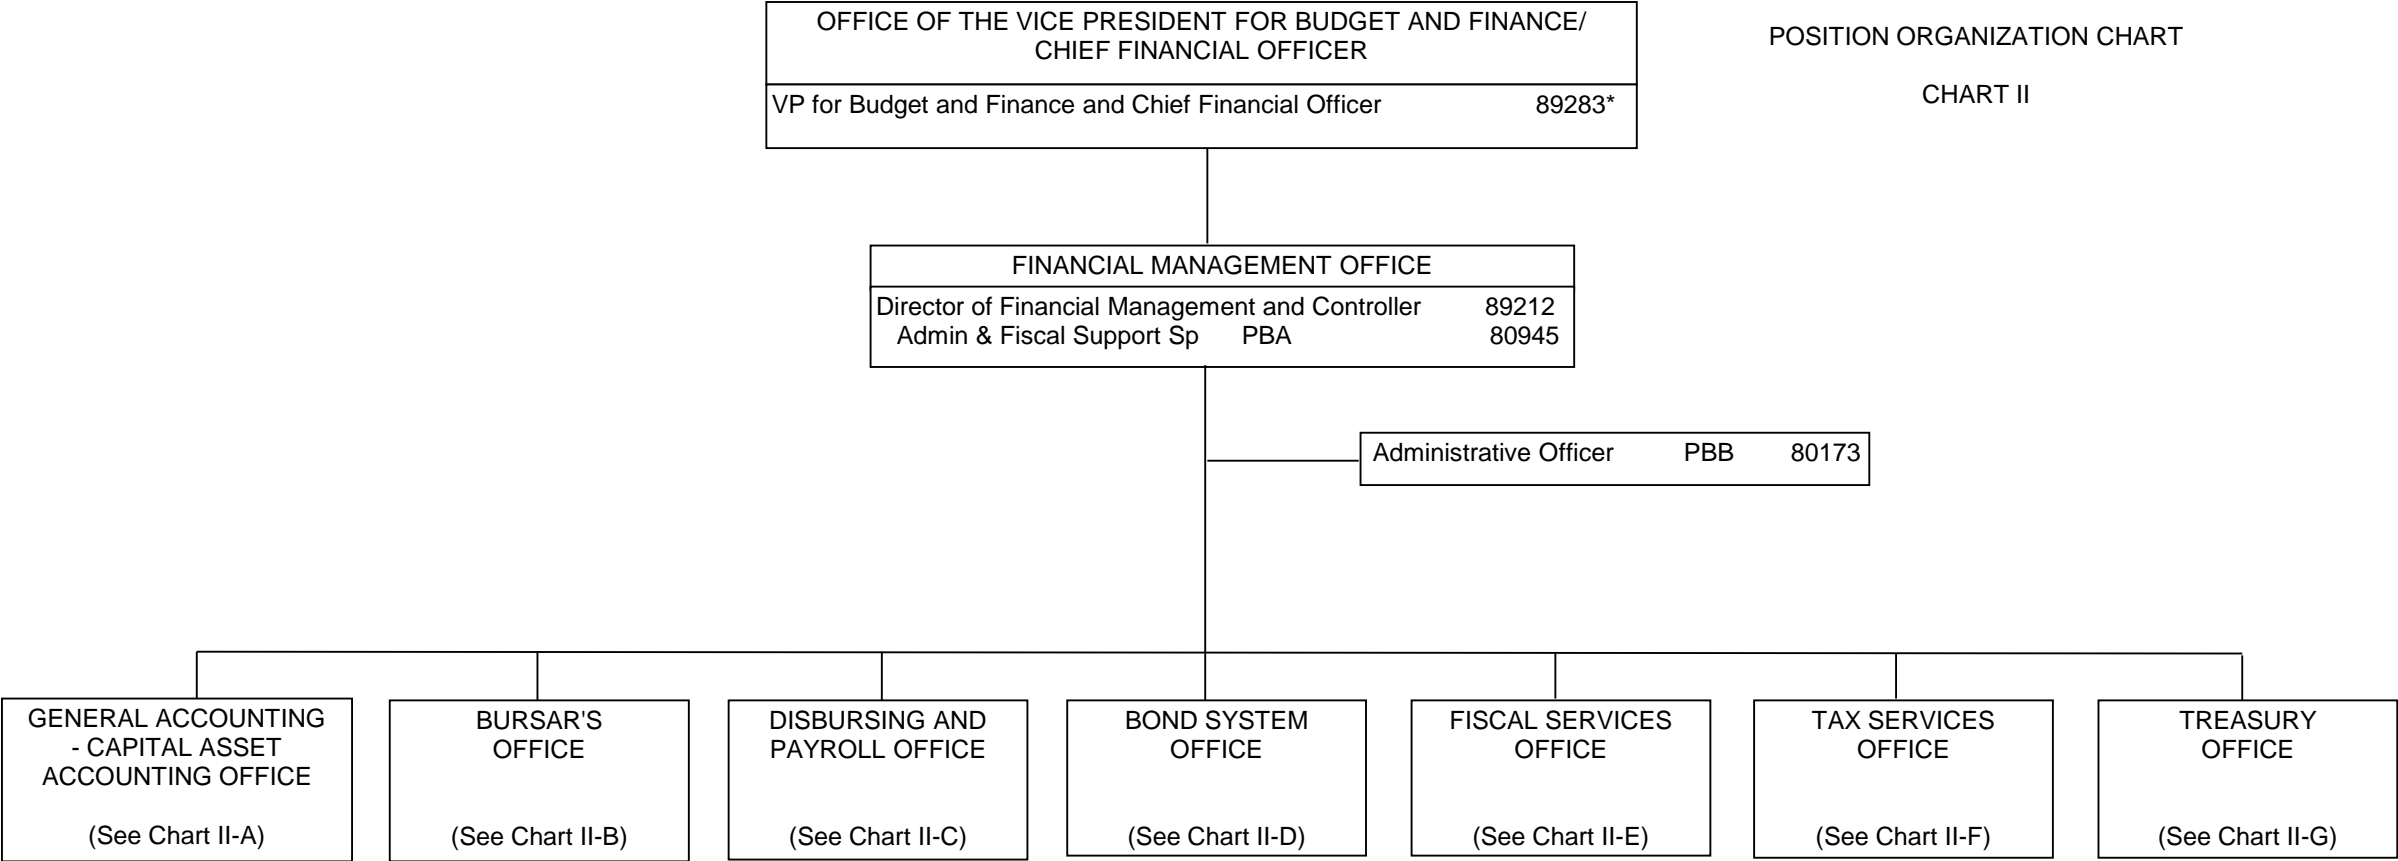 OFFICE OF THE VICE PRESIDENT FOR BUDGET AND FINANCE/
CHIEF FINANCIAL OFFICER
VP for Budget and Finance and Chief Financial Officer 89283*
POSITION ORGANIZATION CHART
CHART II
FINANCIAL MANAGEMENT OFFICE
Director of Financial Management and Controller 89212
Admin & Fiscal Support Sp PBA 80945
Administrative Officer PBB 80173
GENERAL ACCOUNTING
- CAPITAL ASSET
ACCOUNTING OFFICE
(See Chart II-A)
BURSAR'S
OFFICE
(See Chart II-B)
DISBURSING AND
PAYROLL OFFICE
(See Chart II-C)
BOND SYSTEM
OFFICE
(See Chart II-D)
FISCAL SERVICES
OFFICE
(See Chart II-E)
TAX SERVICES
OFFICE
(See Chart II-F)
TREASURY
OFFICE
(See Chart II-G)